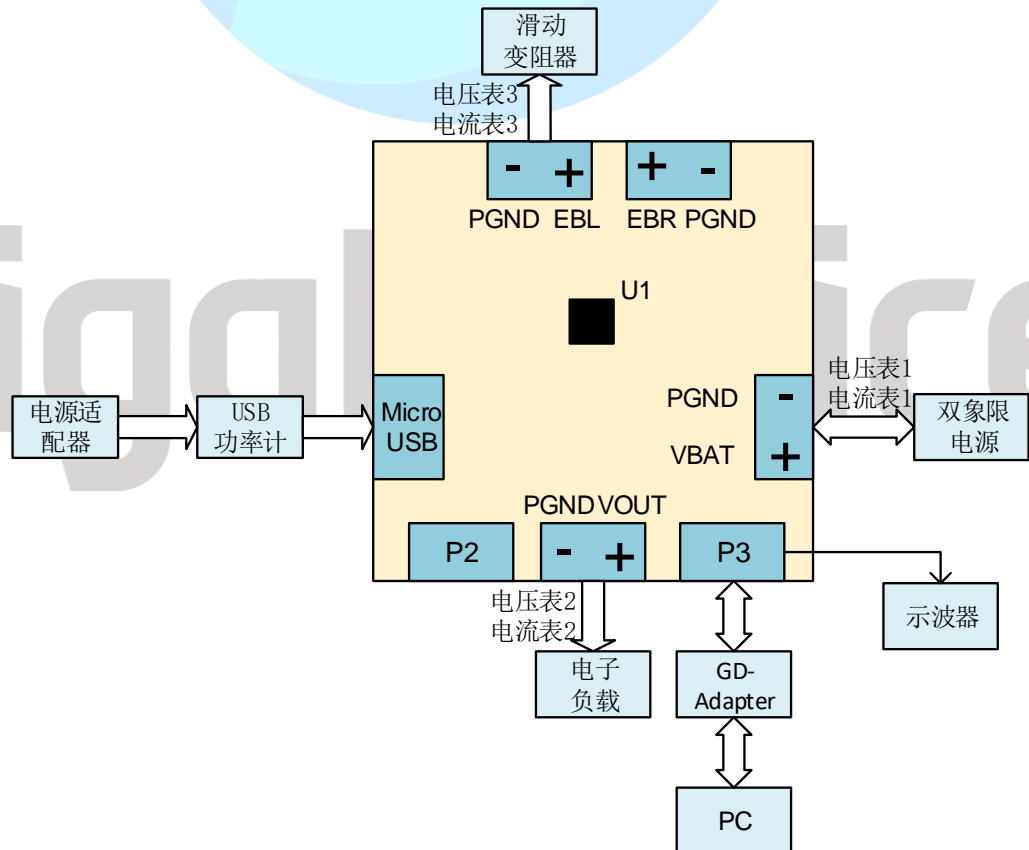 滑动
变阻器
电压表3
电流表3
- +
+ -
PGND EBL
EBR PGND
U1
电源适
配器
USB
功率计
Micro
USB
PGND
-
VBAT
+
电压表1
电流表1
双象限
电源
PGND VOUT
P2
- +
P3
电压表2
电流表2
示波器
电子
负载
GD-
Adapter
PC